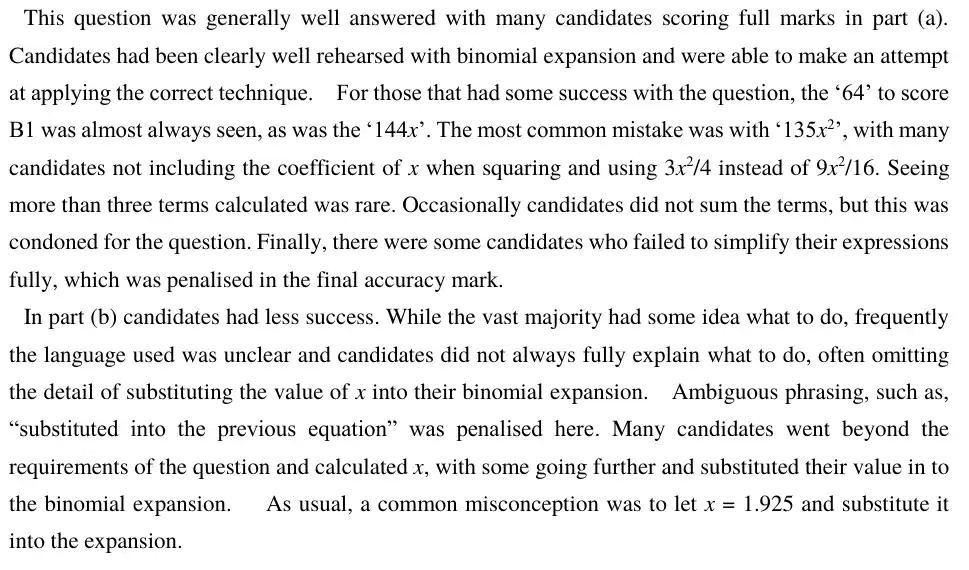 This question was generally well answered with many candidates scoring full marks in part (a).
Candidates had been clearly well rehearsed with binomial expansion and were able to make an attempt
at applying the correct technique. For those that had some success with the question, the ‘64’ to score
B1 was almost always seen, as was the ‘144x’. The most common mistake was with ‘135x²’, with many
candidates not including the coefficient of x when squaring and using 3x²/4 instead of 9x²/16. Seeing
more than three terms calculated was rare. Occasionally candidates did not sum the terms, but this was
condoned for the question. Finally, there were some candidates who failed to simplify their expressions
fully, which was penalised in the final accuracy mark.
In part (b) candidates had less success. While the vast majority had some idea what to do, frequently
the language used was unclear and candidates did not always fully explain what to do, often omitting
the detail of substituting the value of x into their binomial expansion. Ambiguous phrasing, such as,
“substituted into the previous equation” was penalised here. Many candidates went beyond the
requirements of the question and calculated x, with some going further and substituted their value in to
the binomial expansion. As usual, a common misconception was to let x = 1.925 and substitute it
into the expansion.